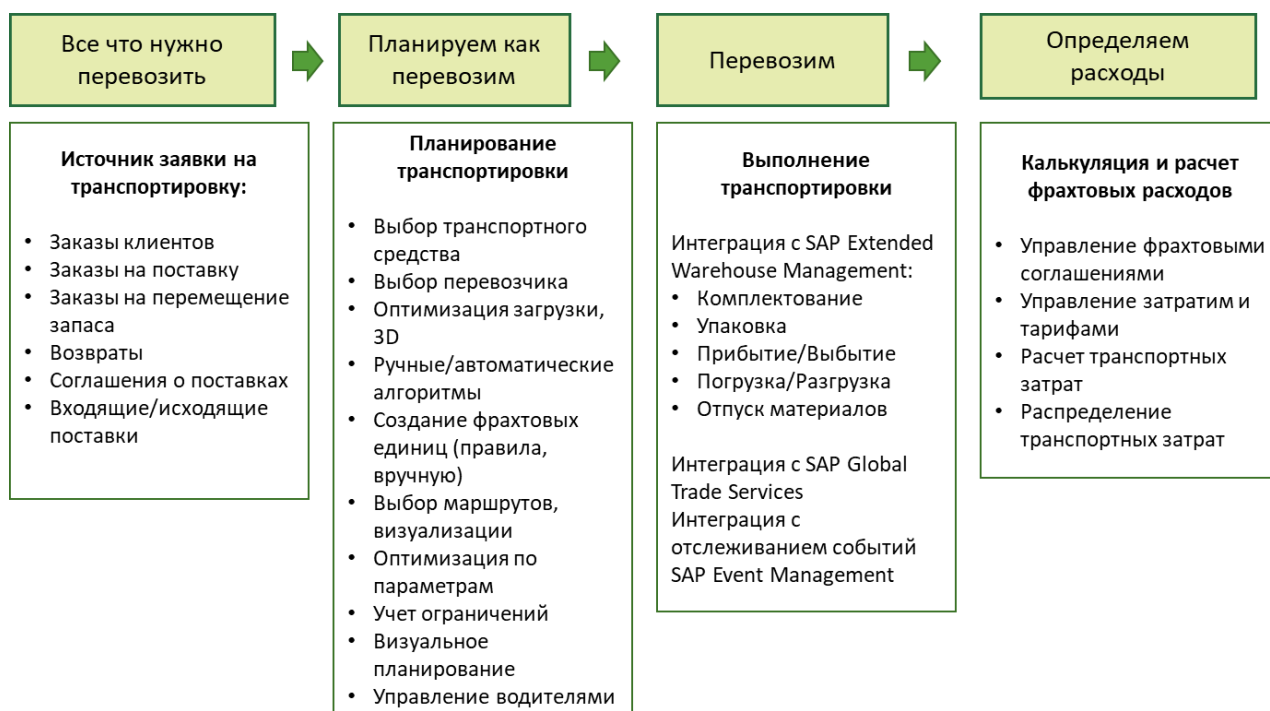 Все что нужно
перевозить
Планируем как
перевозим
Перевозим
Определяем
расходы
Источник заявки на
транспортировку:
• Заказы клиентов
• Заказы на поставку
• Заказы на перемещение
запаса
• Возвраты
• Соглашения о поставках
• Входящие/исходящие
поставки
Планирование
транспортировки
• Выбор транспортного
средства
• Выбор перевозчика
• Оптимизация загрузки,
3D
• Ручные/автоматические
алгоритмы
• Создание фрахтовых
единиц (правила,
вручную)
• Выбор маршрутов,
визуализации
• Оптимизация по
параметрам
• Учет ограничений
• Визуальное
планирование
• Управление водителями
Выполнение
транспортировки
Интеграция с SAP Extended
Warehouse Management:
• Комплектование
• Упаковка
• Прибытие/Выбытие
• Погрузка/Разгрузка
• Отпуск материалов
Интеграция с SAP Global
Trade Services
Интеграция с
отслеживанием событий
SAP Event Management
Калькуляция и расчет
фрахтовых расходов
• Управление фрахтовыми
соглашениями
• Управление затратим и
тарифами
• Расчет транспортных
затрат
• Распределение
транспортных затрат